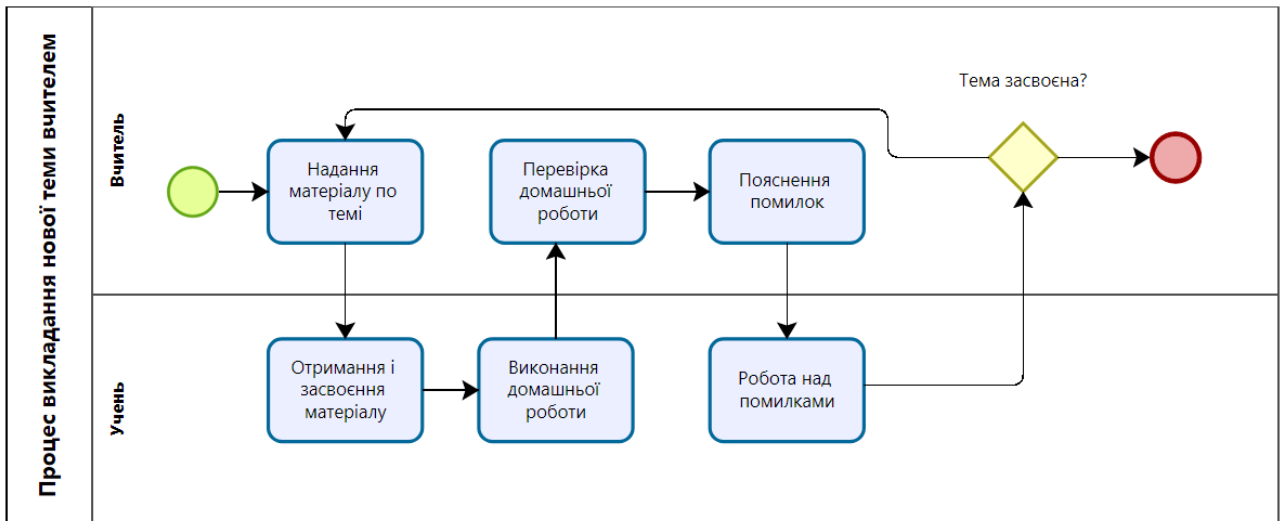 Процес викладання нової теми вчителем
Вчитель
Тема засвоєна?
Надання
матеріалу по
темі
Перевірка
домашньої
роботи
Пояснення
помилок
Учень
Отримання і
засвоєння
матеріалу
Виконання
домашньої
роботи
Робота над
помилками